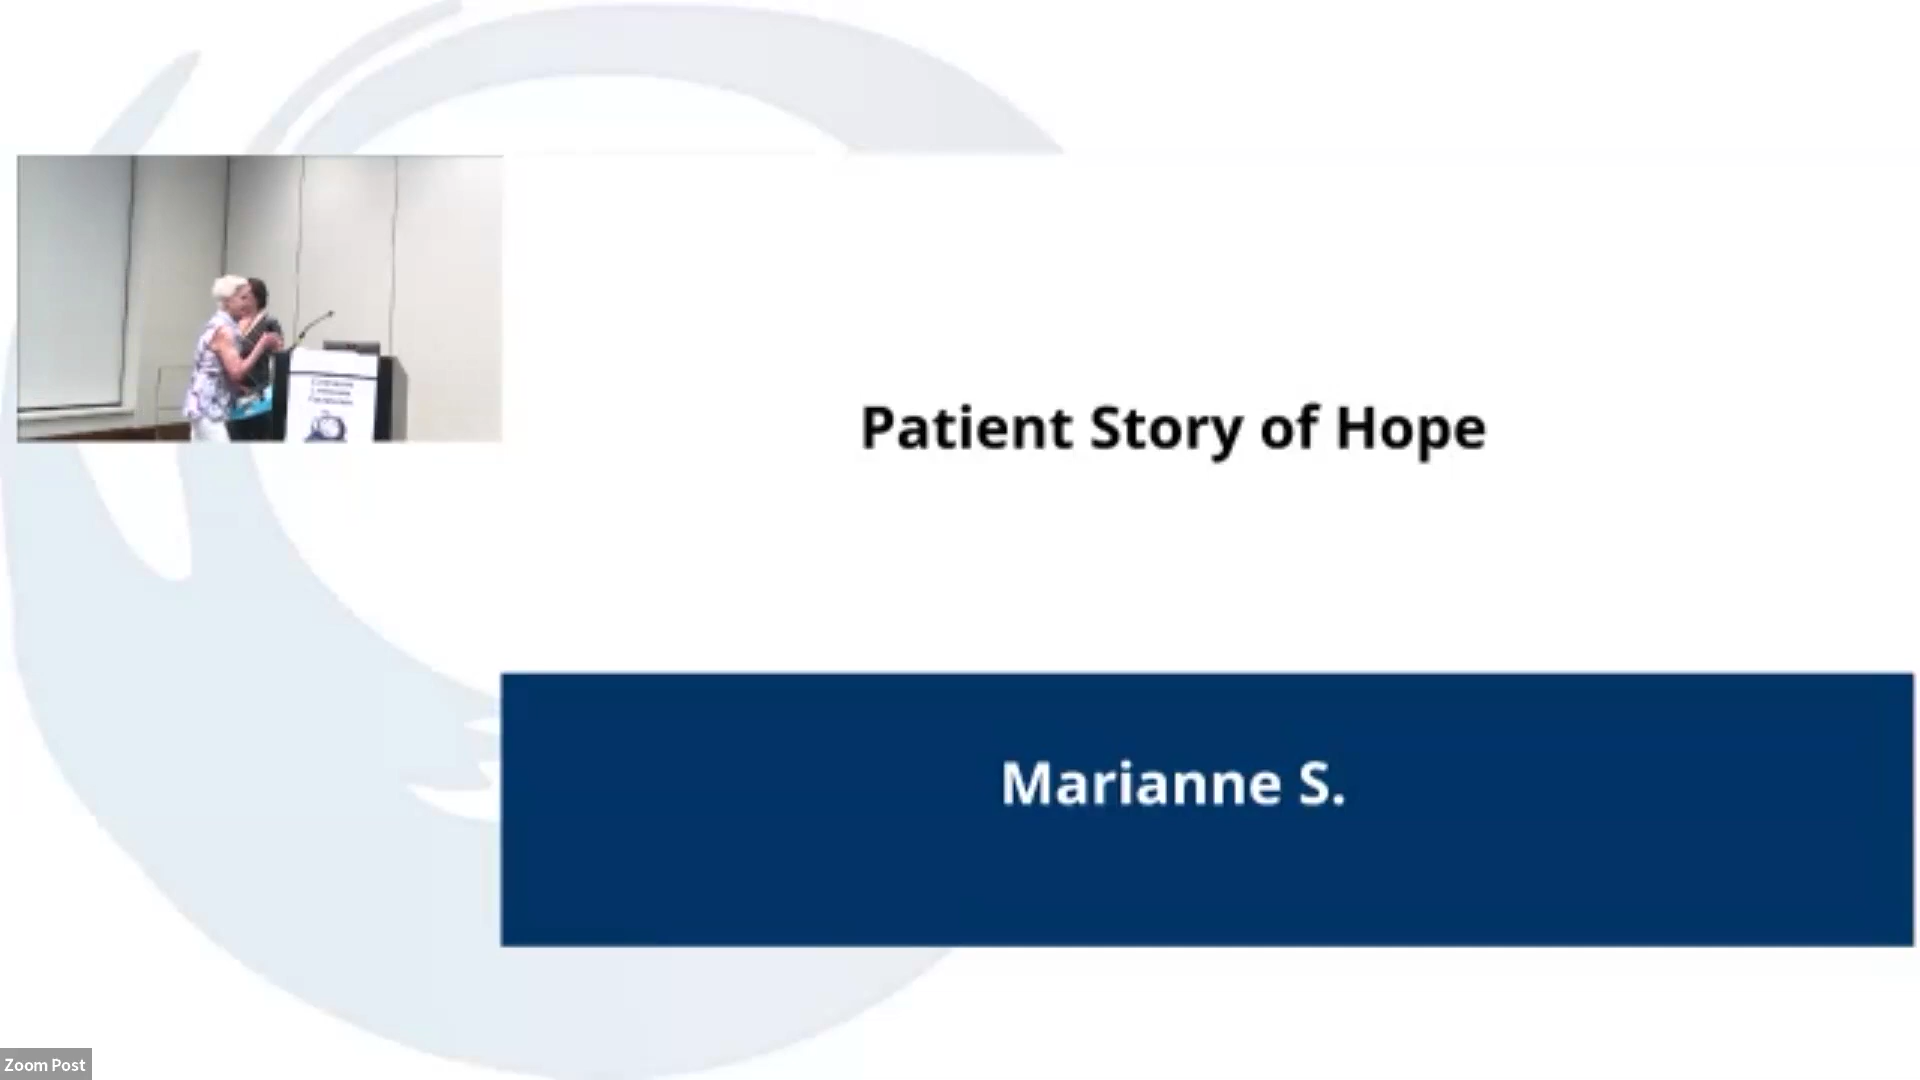 Patient Story of Hope
Marianne S.
Zoom Post